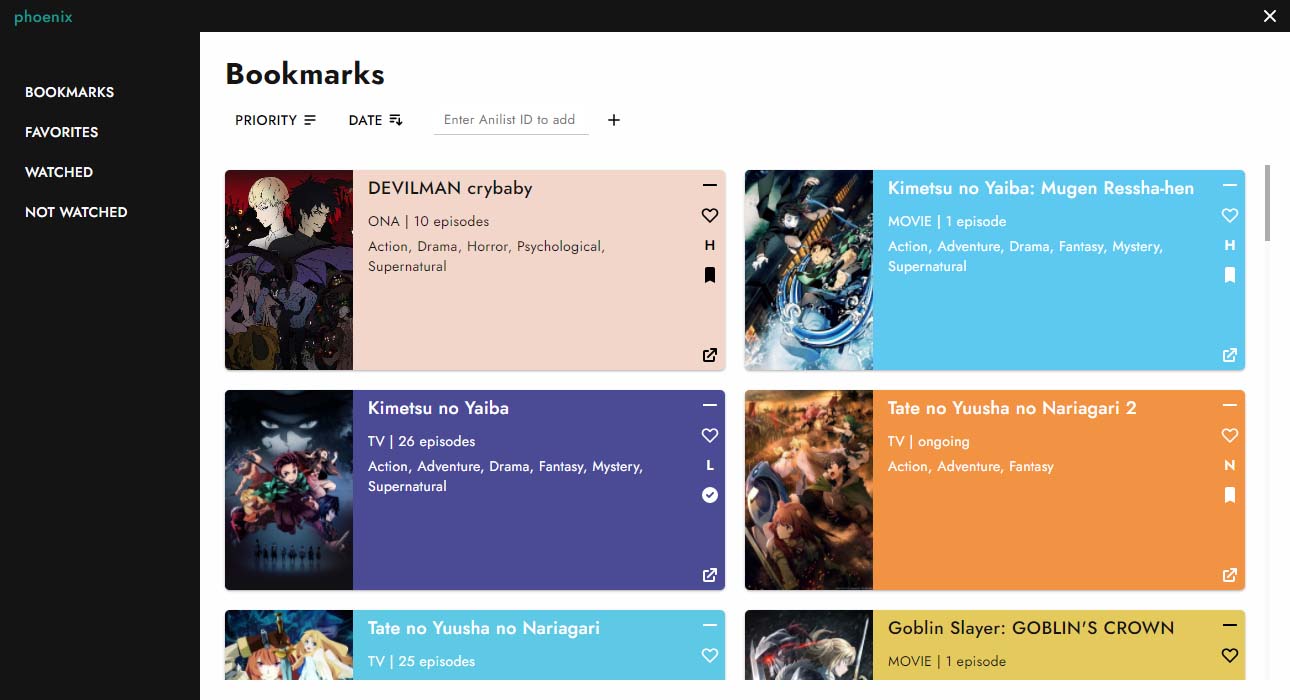 phoenix
BOOKMARKS
FAVORITES
WATCHED
NOT WATCHED
Bookmarks
PRIORITY
DATE
Enter Anilist ID to add
DEVILMAN crybaby
ONA | 10 episodes
Action, Drama, Horror, Psychological,
Supernatural
H
Kimetsu no Yaiba: Mugen Ressha-hen
MOVIE | 1 episode
Action, Adventure, Drama, Fantasy, Mystery,
Supernatural
H
Kimetsu no Yaiba
TV | 26 episodes
Action, Adventure, Drama, Fantasy, Mystery,
Supernatural
L
Tate no Yuusha no Nariagari 2
TV | ongoing
Action, Adventure, Fantasy
N
Tate no Yuusha no Nariagari
TV | 25 episodes
Goblin Slayer: GOBLIN'S CROWN
MOVIE | 1 episode